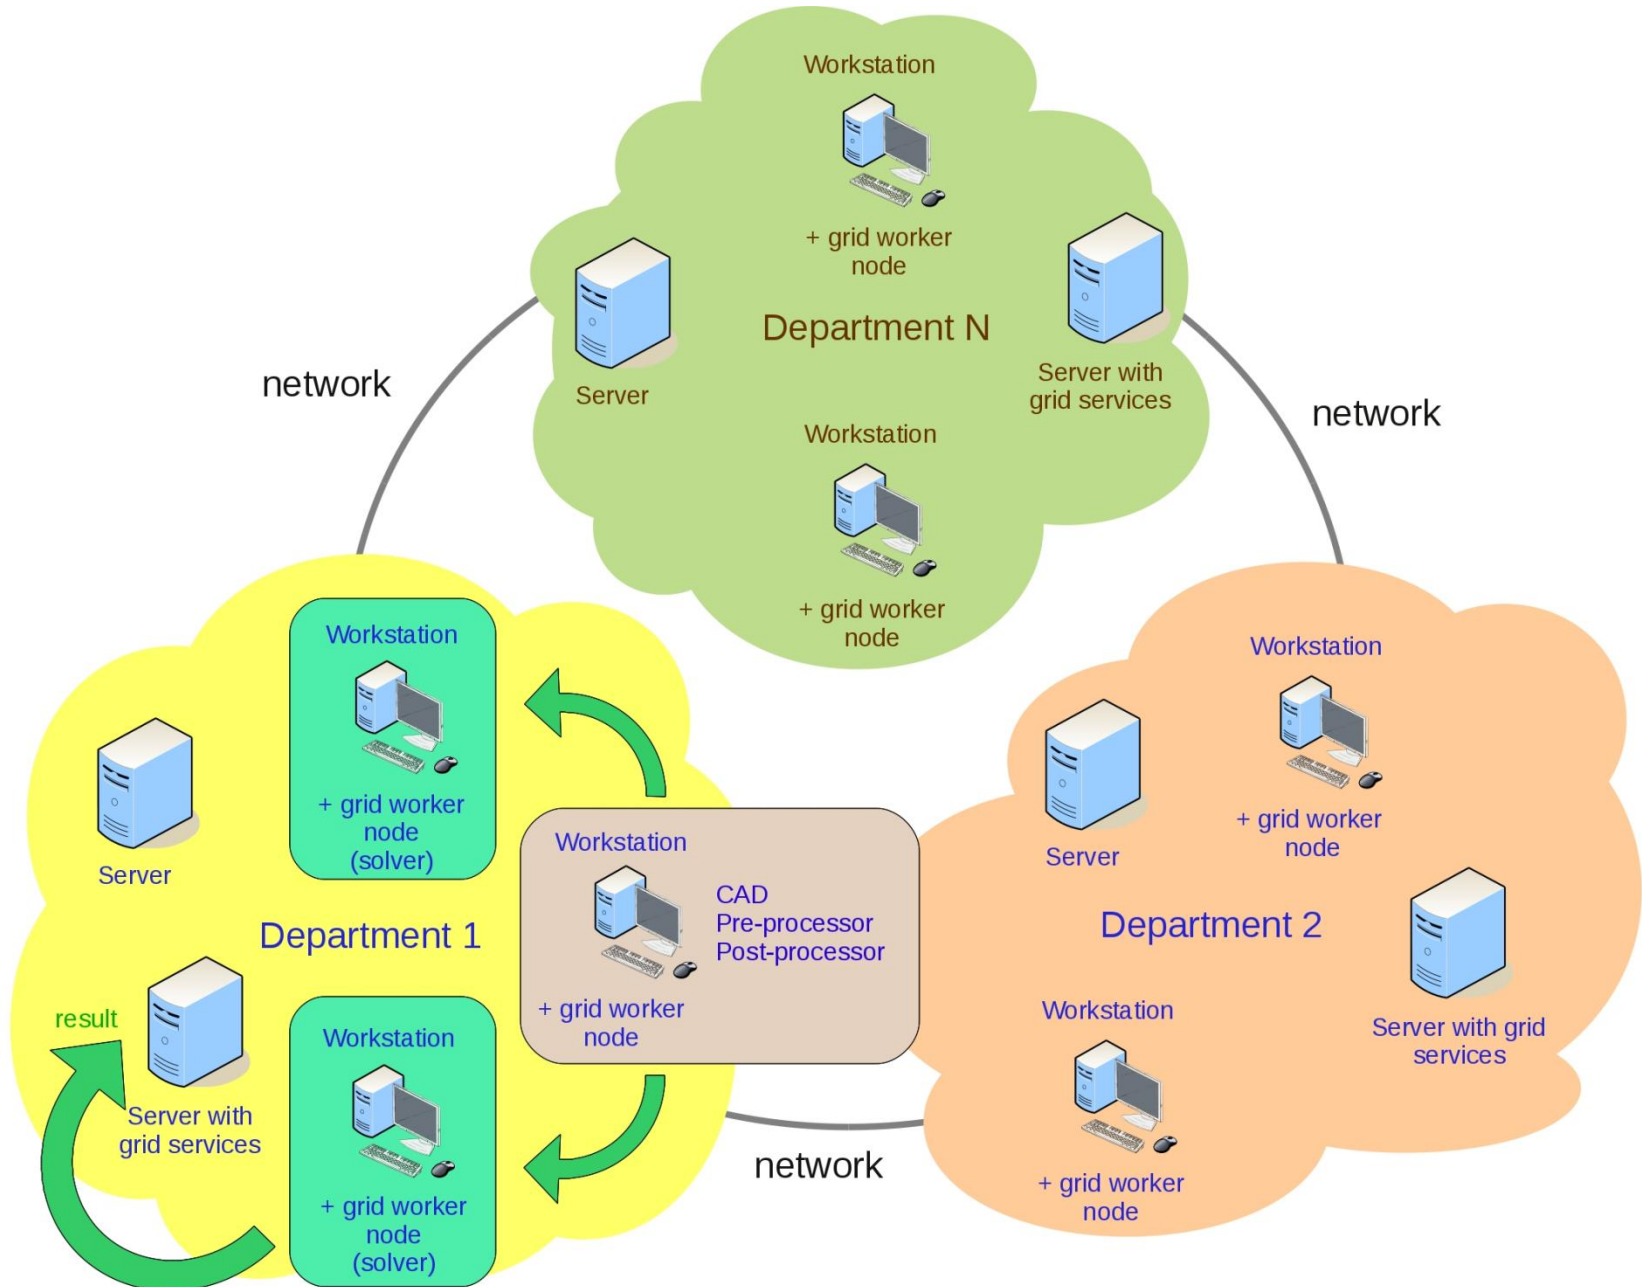 Workstation
+ grid worker
node
Server
Department N
Server with
grid services
Workstation
+ grid worker
node
network
network
Workstation
+ grid worker
node
(solver)
Server
Department 1
Workstation
CAD
Pre-processor
Post-processor
+ grid worker
node
result
Server with
grid services
Workstation
+ grid worker
node
(solver)
network
Workstation
+ grid worker
node
Server
Department 2
Server with grid
services
Workstation
+ grid worker
node